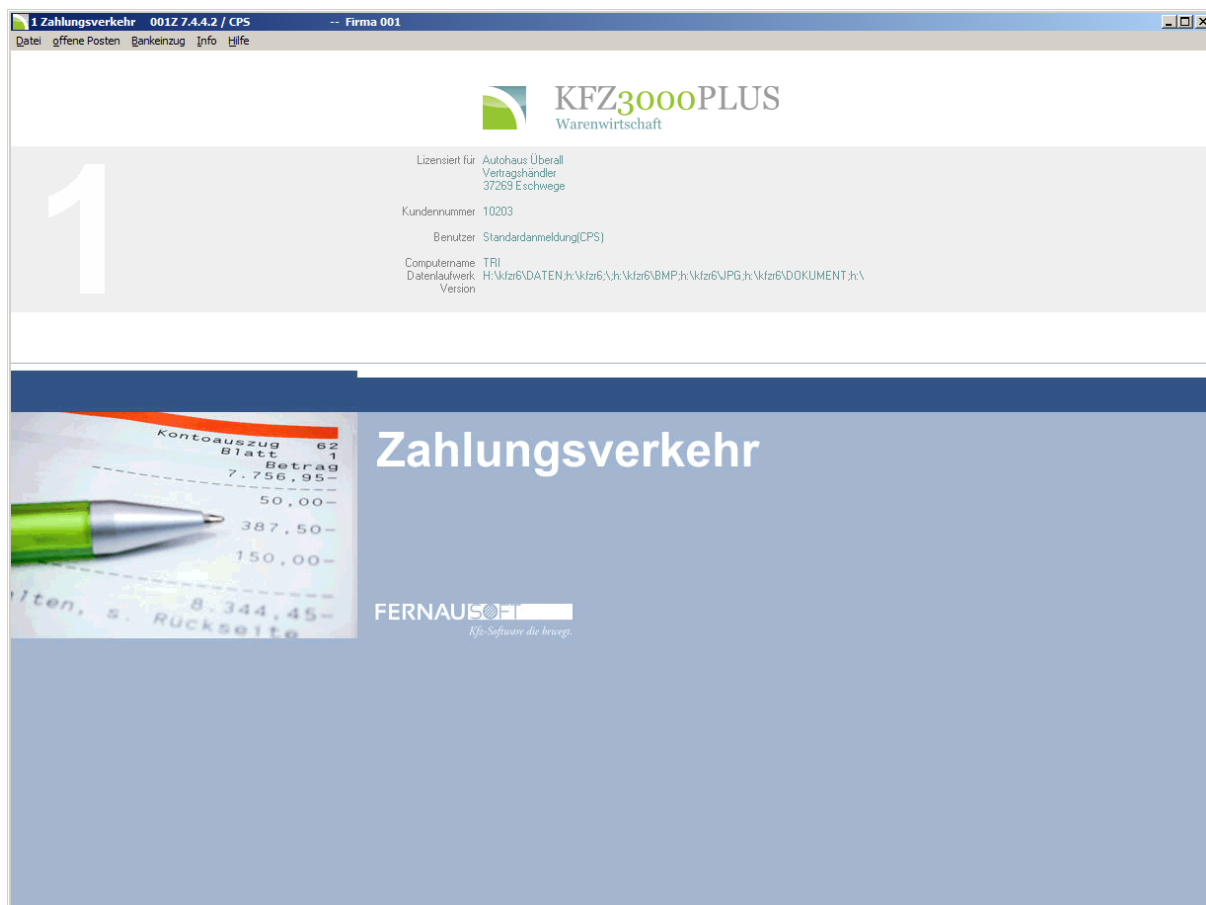 1 Zahlungsverkehr 001Z 7.4.4.2 / CPS -- Firma 001
Datei offene Posten Bankeinzug Info Hilfe
KFZ3000PLUS
Warenwirtschaft
1
Lizensiert für Autohaus Überall
Vertragshändler
37269 Eschwege
Kundennummer 10203
Benutzer Standardanmeldung(CPS)
Computername TRI
Datenlaufwerk H:\kfzr6\DATEN;h:\kfzr6;\;h:\kfzr6\BMP;h:\kfzr6\JPG;h:\kfzr6\DOKUMENT;h:\
Version
Kontoauszug 62
Blatt 1
Betrag
7.756,95-
50,00-
387,50-
150,00-
8.344,45-
lten, s. Rückseite
Zahlungsverkehr
FERNAUSOFT
Kfz-Software die bewegt.